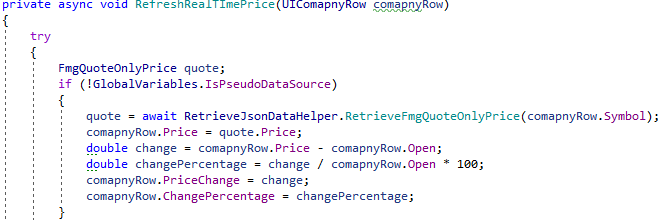 private async void RefreshRealTImePrice(UIComapnyRow comapnyRow)
{
try
{
FmgQuoteOnlyPrice quote;
if (!GlobalVariables.IsPseudoDataSource)
{
quote = await RetrieveJsonDataHelper.RetrieveFmgQuoteOnlyPrice(comapnyRow.Symbol);
comapnyRow.Price = quote.Price;
double change = comapnyRow.Price - comapnyRow.Open;
double changePercentage = change / comapnyRow.Open * 100;
comapnyRow.PriceChange = change;
comapnyRow.ChangePercentage = changePercentage;
}